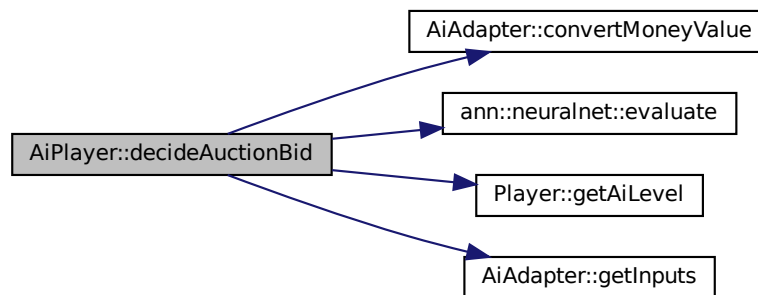 AiAdapter::convertMoneyValue
ann::neuralnet::evaluate
AiPlayer::decideAuctionBid
Player::getAiLevel
AiAdapter::getInputs